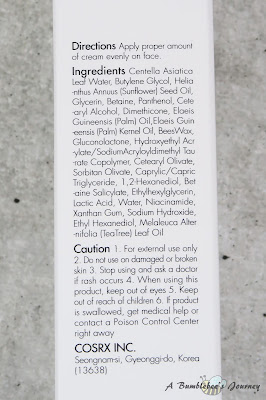 Directions Apply proper amount
of cream evenly on face.
Ingredients Centella Asiatica
Leaf Water, Butylene Glycol, Helia
-nthus Annuus (Sunflower) Seed Oil,
Glycerin, Betaine, Panthenol, Cete
aryl Alcohol, Dimethicone, Elaeis
Guineensis (Palm) Oil,Elaeis Guin
eensis (Palm) Kernel Oil, BeesWax,
Gluconolactone, Hydroxyethyl Acr
-ylate/SodiumAcryloyldimethyl Tau
rate Copolymer, Cetearyl Olivate,
Sorbitan Olivate, Caprylic/Capric
Triglyceride, 1,2-Hexanediol, Bet
aine Salicylate, Ethylhexylglycerin,
Lactic Acid, Water, Niacinamide,
Xanthan Gum, Sodium Hydroxide,
Ethyl Hexanediol, Melaleuca Alter
-nifolia (TeaTree) Leaf Oil
Caution 1. For external use only
2. Do not use on damaged or broken
skin 3. Stop using and ask a doctor
if rash occurs 4. When using this
product, keep out of eyes 5. Keep
out of reach of children 6. If product
is swallowed, get medical help or
contact a Poison Control Center
right away
COSRX INC.
Seongnam-si, Gyeonggi-do, Korea
(13638)
A Bumblebee's Journey